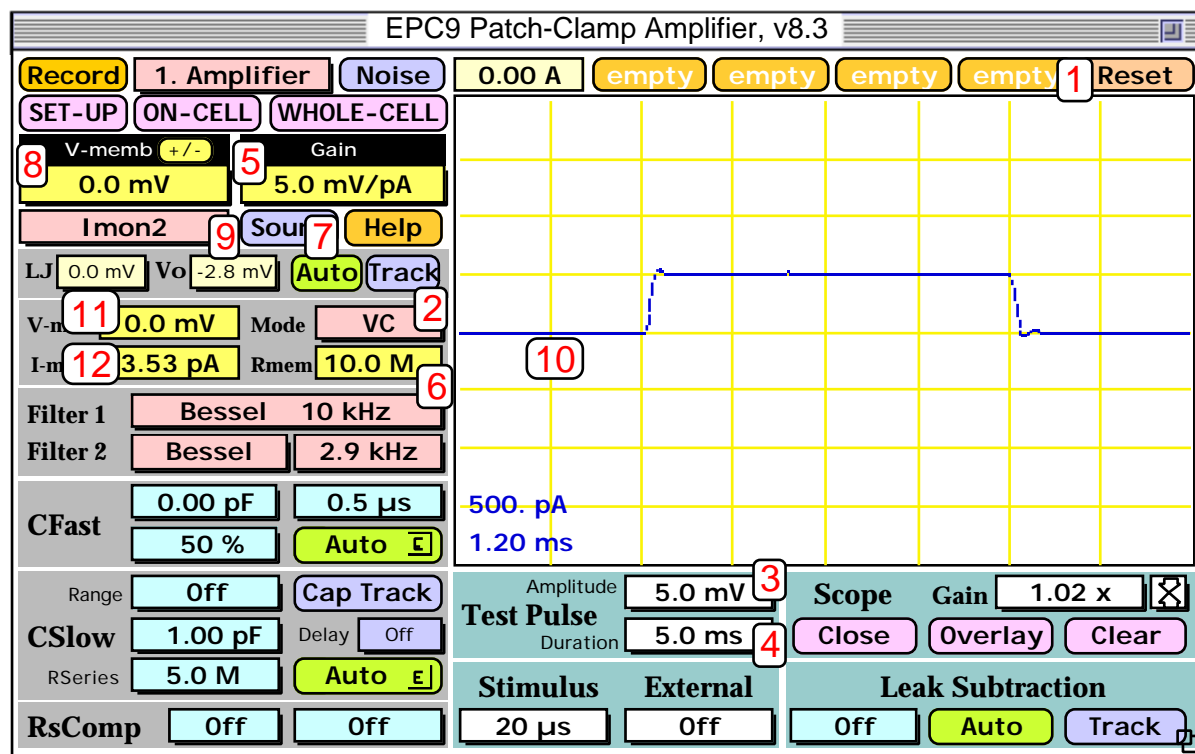 EPC9 Patch-Clamp Amplifier, v8.3
Record 1. Amplifier Noise 0.00 A empty empty empty empty 1 Reset
SET-UP ON-CELL WHOLE-CELL
V-memb +/- Gain
8 0.0 mV 5 5.0 mV/pA
Imon2 9 7 Help
LJ 0.0 mV Vo -2.8 mV Auto Track
11 0.0 mV Mode VC 2
12 3.53 pA Rmem 10.0 M 10
6
Filter 1 Bessel 10 kHz
Filter 2 Bessel 2.9 kHz
CFast 0.00 pF 0.5 µs
50 % Auto E
500. pA
1.20 ms
Range Off Cap Track
CSlow 1.00 pF Delay Off
RSeries 5.0 M Auto E
RsComp Off Off
Test Pulse
Amplitude 5.0 mV 3
Duration 5.0 ms 4
Scope Gain 1.02 x
Close Overlay Clear
Stimulus External
20 µs Off
Leak Subtraction
Off Auto Track